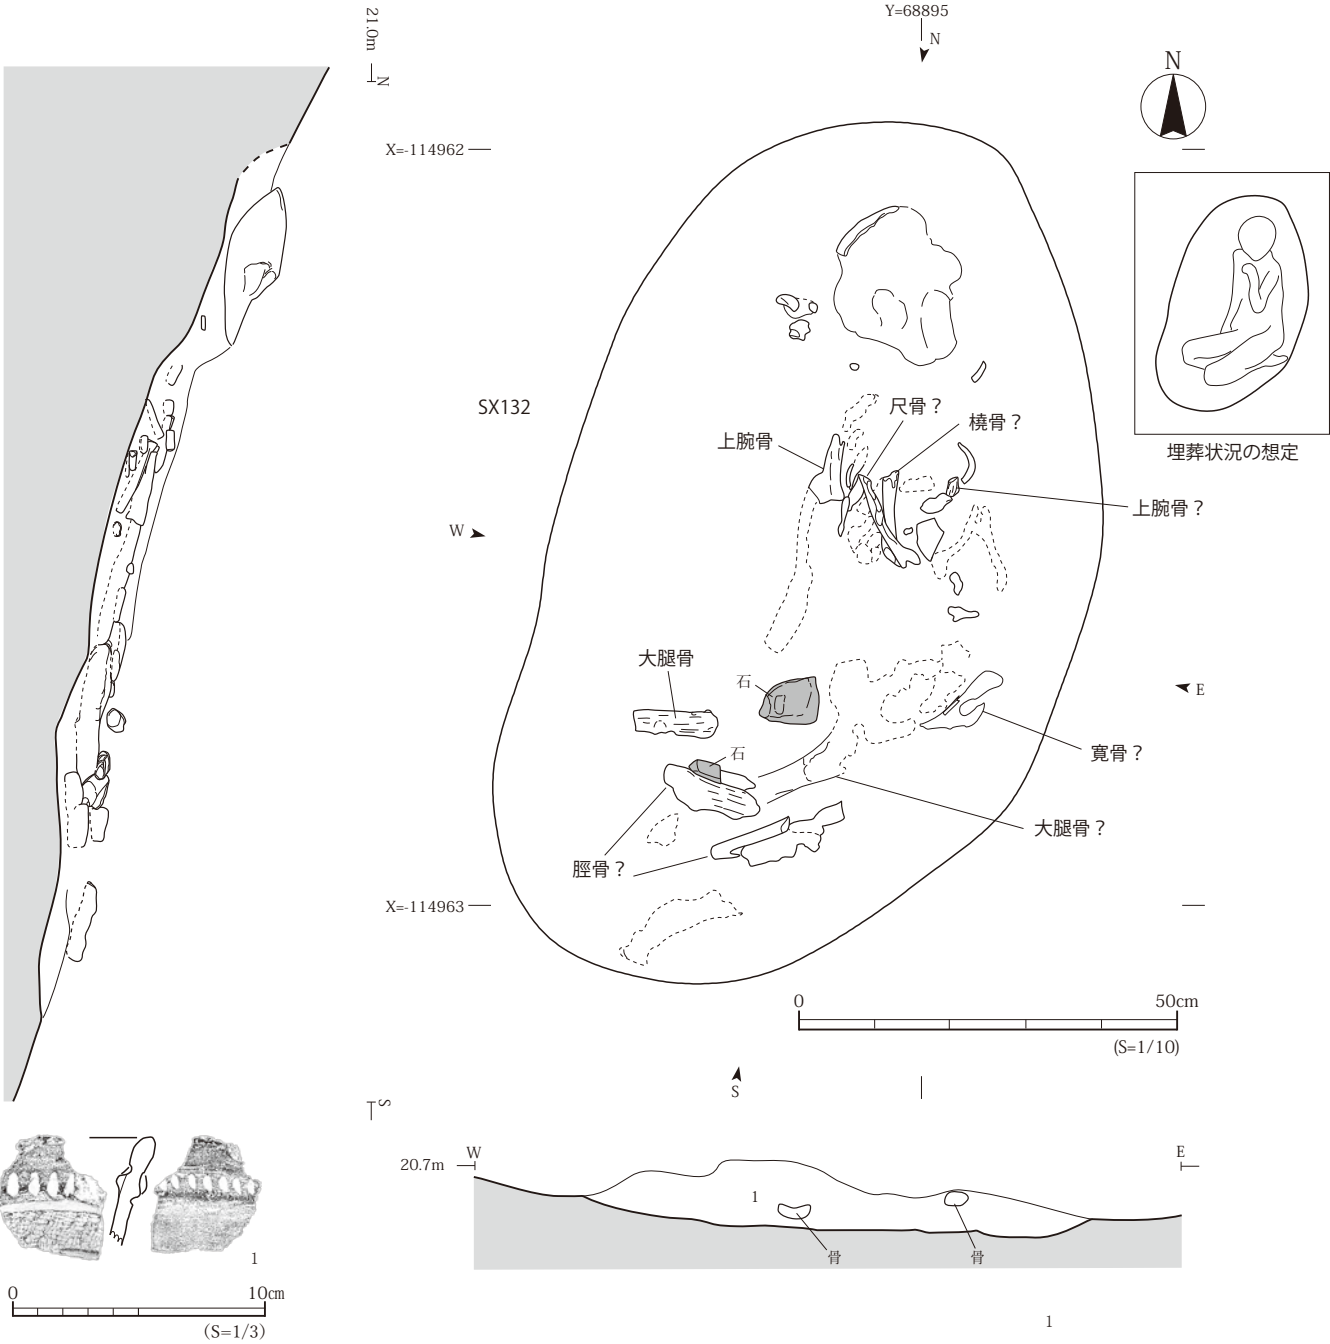 21.0m
N
Y=68895
N
N
X=-114962
SX132
尺骨？
橈骨？
上腕骨
上腕骨？
埋葬状況の想定
W
E
大腿骨
石
石
寛骨？
大腿骨？
脛骨？
X=-114963
0 50cm
(S=1/10)
S
S
W
E
20.7m
1
骨
骨
1
0 10cm
(S=1/3)
1